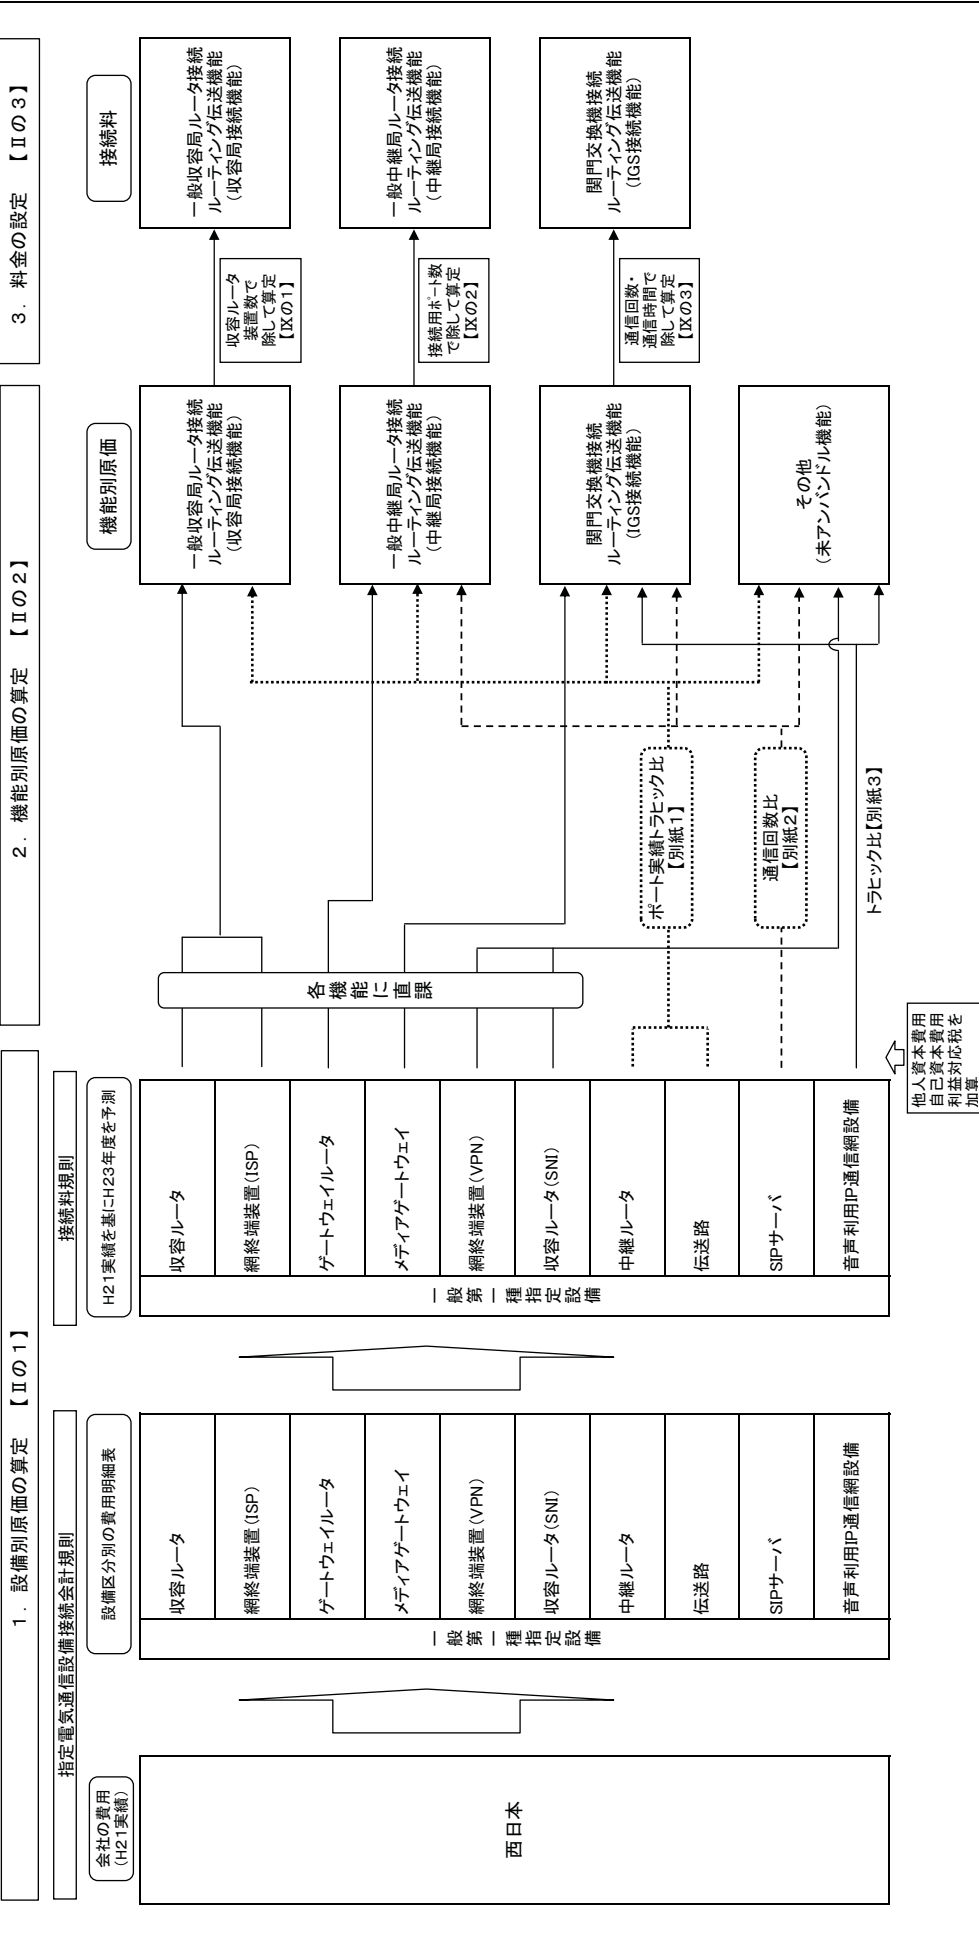 1．設備別原価の算定　【Ⅱの1】
指定電気通信設備接続会計規則
会社の費用
(H21実績)
西日本
設備区分別の費用明細表
一般第一種指定設備
収容ルータ
網終端装置(ISP)
ゲートウェイルータ
メディアゲートウェイ
網終端装置(VPN)
収容ルータ(SNI)
中継ルータ
伝送路
SIPサーバ
音声利用IP通信網設備
接続料規則
H21実績を基にH23年度を予測
一般第一種指定設備
収容ルータ
網終端装置(ISP)
ゲートウェイルータ
メディアゲートウェイ
網終端装置(VPN)
収容ルータ(SNI)
中継ルータ
伝送路
SIPサーバ
音声利用IP通信網設備
他人資本費用
自己資本費用
利益対応税を
加算
2．機能別原価の算定　【Ⅱの2】
各機能に直課
ポート実績トラヒック比
【別紙1】
通信回数比
【別紙2】
トラヒック比【別紙3】
機能別原価
一般収容局ルータ接続
ルーティング伝送機能
(収容局接続機能)
一般中継局ルータ接続
ルーティング伝送機能
(中継局接続機能)
関門交換機接続
ルーティング伝送機能
(IGS接続機能)
その他
(未アンバンドル機能)
3．料金の設定　【Ⅱの3】
収容ルータ
装置数で
除して算定
【Ⅸの1】
接続用ポート数
で除して算定
【Ⅸの2】
通信回数・
通信時間で
除して算定
【Ⅸの3】
接続料
一般収容局ルータ接続
ルーティング伝送機能
(収容局接続機能)
一般中継局ルータ接続
ルーティング伝送機能
(中継局接続機能)
関門交換機接続
ルーティング伝送機能
(IGS接続機能)